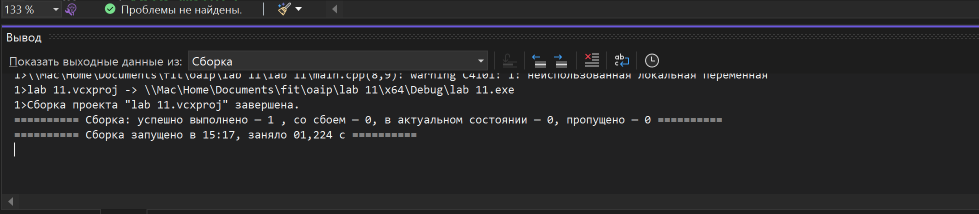 133 %
Проблемы не найдены.
Вывод
Показать выходные данные из: Сборка
1>\\Mac\Home\Documents\fit\oaip\lab 11\lab 11\main.cpp(8,9): warning C4101: i: неиспользованная локальная переменная
1>lab 11.vcxproj -> \\Mac\Home\Documents\fit\oaip\lab 11\x64\Debug\lab 11.exe
1>Сборка проекта "lab 11.vcxproj" завершена.
========== Сборка: успешно выполнено — 1 , со сбоем — 0, в актуальном состоянии — 0, пропущено — 0 ==========
========== Сборка запущено в 15:17, заняло 01,224 с ==========